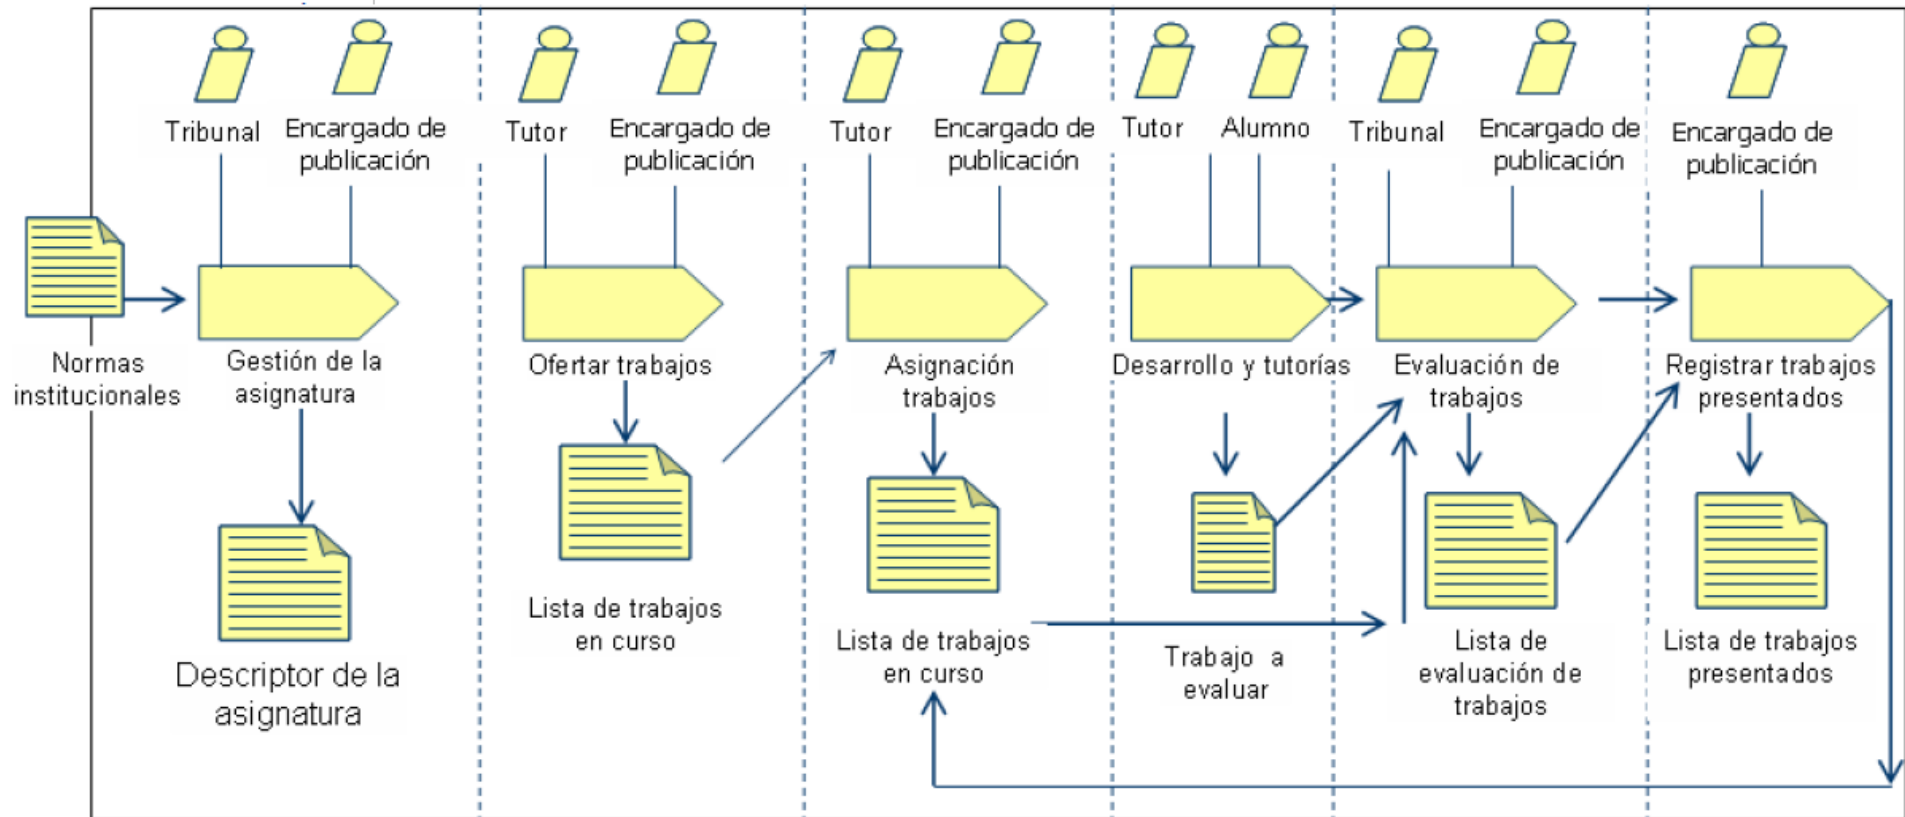 Tribunal
Encargado de
publicación
Tutor
Encargado de
publicación
Tutor
Encargado de
publicación
Tutor
Alumno
Tribunal
Encargado de
publicación
Encargado de
publicación
Normas
institucionales
Gestión de la
asignatura
Ofertar trabajos
Asignación
trabajos
Desarrollo y tutorías
Evaluación de
trabajos
Registrar trabajos
presentados
Descriptor de la
asignatura
Lista de trabajos
en curso
Lista de trabajos
en curso
Trabajo a
evaluar
Lista de
evaluación de
trabajos
Lista de trabajos
presentados